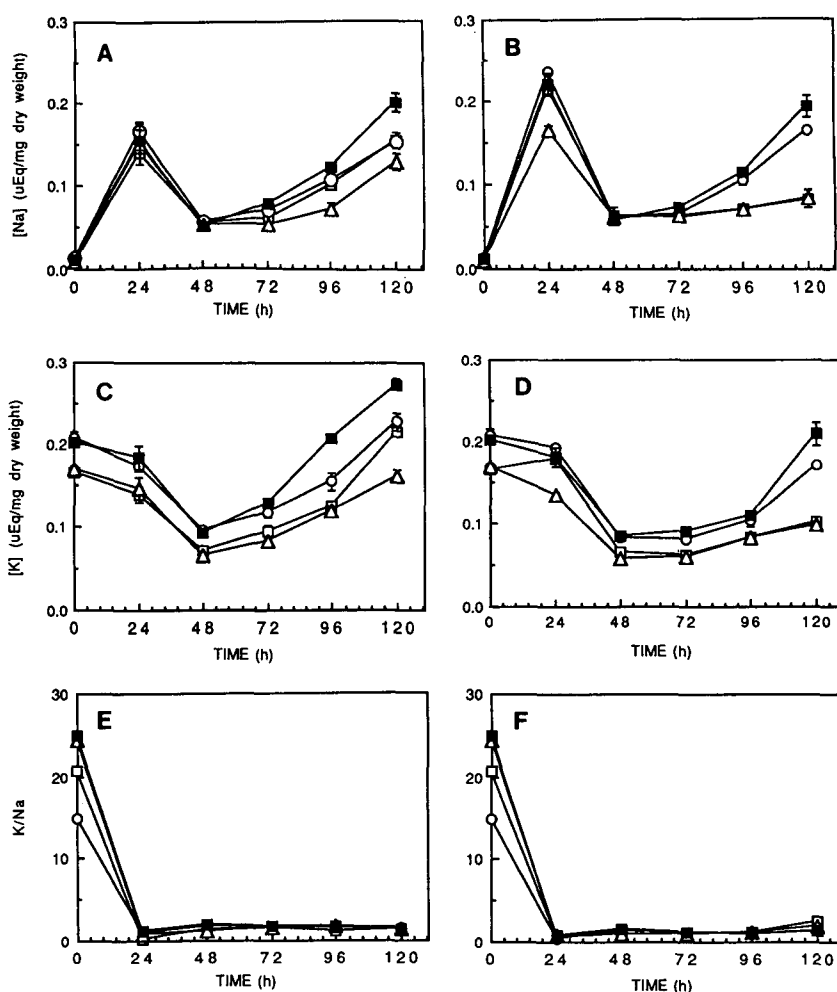 A
B
[Na] (uEq/mg dry weight)
0.3
0.2
0.1
0.0
0 24 48 72 96 120
TIME (h)
0.3
0.2
0.1
0.0
0 24 48 72 96 120
TIME (h)
C
D
[K] (uEq/mg dry weight)
0.3
0.2
0.1
0.0
0 24 48 72 96 120
TIME (h)
0.3
0.2
0.1
0.0
0 24 48 72 96 120
TIME (h)
E
F
K/Na
30
20
10
0
0 24 48 72 96 120
TIME (h)
30
20
10
0
0 24 48 72 96 120
TIME (h)